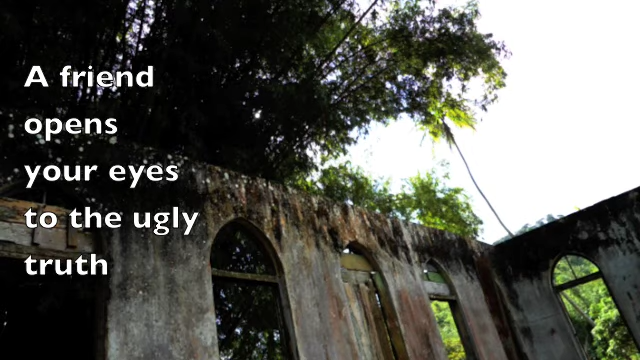 A friend
opens
your eyes
to the ugly
truth